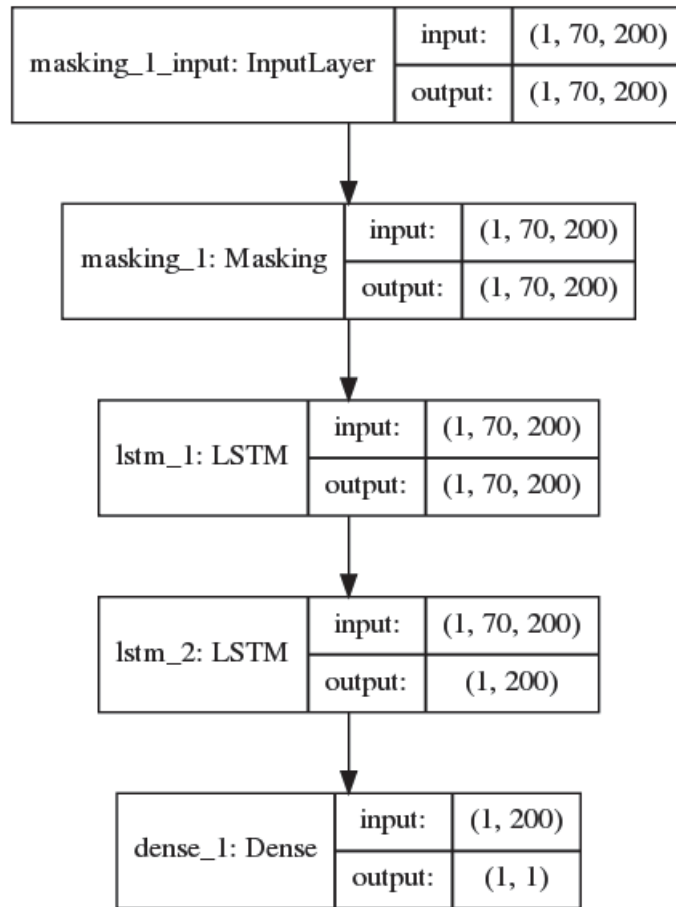 masking_1_input: InputLayer
input: (1, 70, 200)
output: (1, 70, 200)
masking_1: Masking
input: (1, 70, 200)
output: (1, 70, 200)
lstm_1: LSTM
input: (1, 70, 200)
output: (1, 70, 200)
lstm_2: LSTM
input: (1, 70, 200)
output: (1, 200)
dense_1: Dense
input: (1, 200)
output: (1, 1)